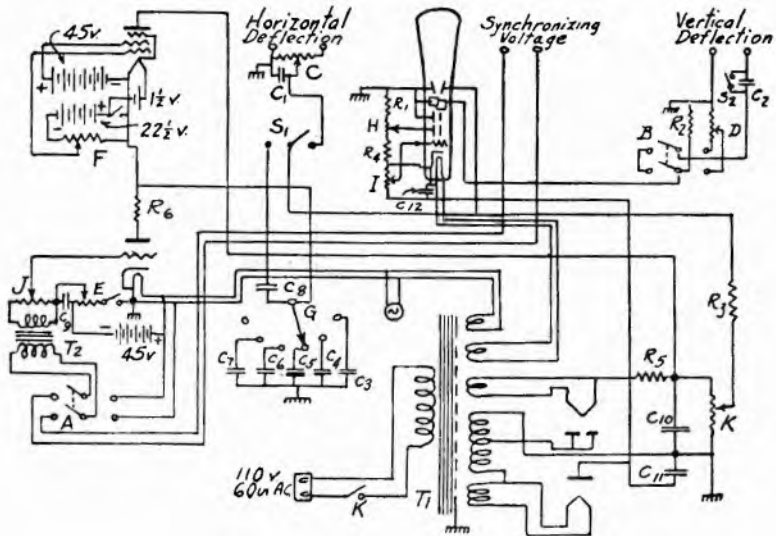 Horizontal
Deflection
Synchronizing
Voltage
Vertical
Deflection
45v.
+
-
1½ v.
+
-
22½ v.
F
C
C1
S1
R1
H
R4
I
C12
S2
C2
R2
D
B
R6
J
E
C9
T2
-
+
45v
A
C8
G
C7
C6
C5
C4
C3
R3
R5
K
C10
C11
110 v
60~ AC
K
T1